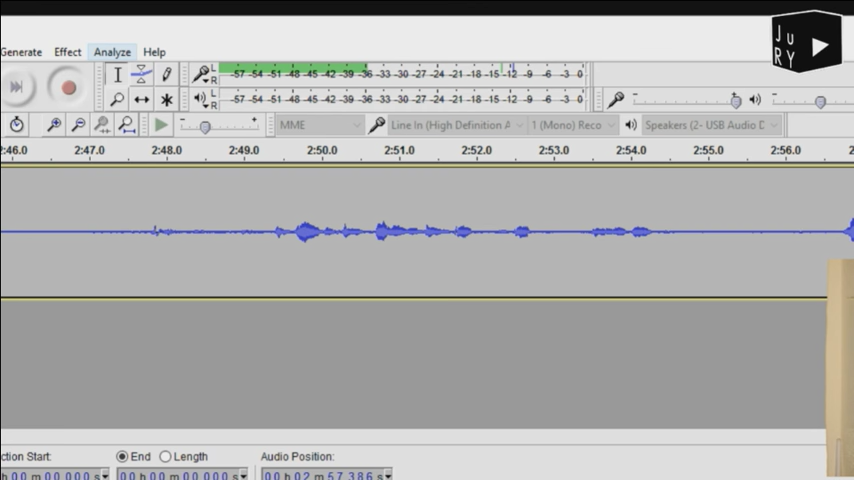 JURY
Generate Effect Analyze Help
L R -57 -54 -51 -48 -45 -42 -39 -36 -33 -30 -27 -24 -21 -18 -15 -12 -9 -6 -3 0
L R -57 -54 -51 -48 -45 -42 -39 -36 -33 -30 -27 -24 -21 -18 -15 -12 -9 -6 -3 0
MME Line In (High Definition A 1 (Mono) Reco Speakers (2- USB Audio D
2:46.0 2:47.0 2:48.0 2:49.0 2:50.0 2:51.0 2:52.0 2:53.0 2:54.0 2:55.0 2:56.0 2
ction Start: End Length Audio Position:
h 00 m 00.000 s 00 h 00 m 00.000 s 00 h 02 m 57.386 s